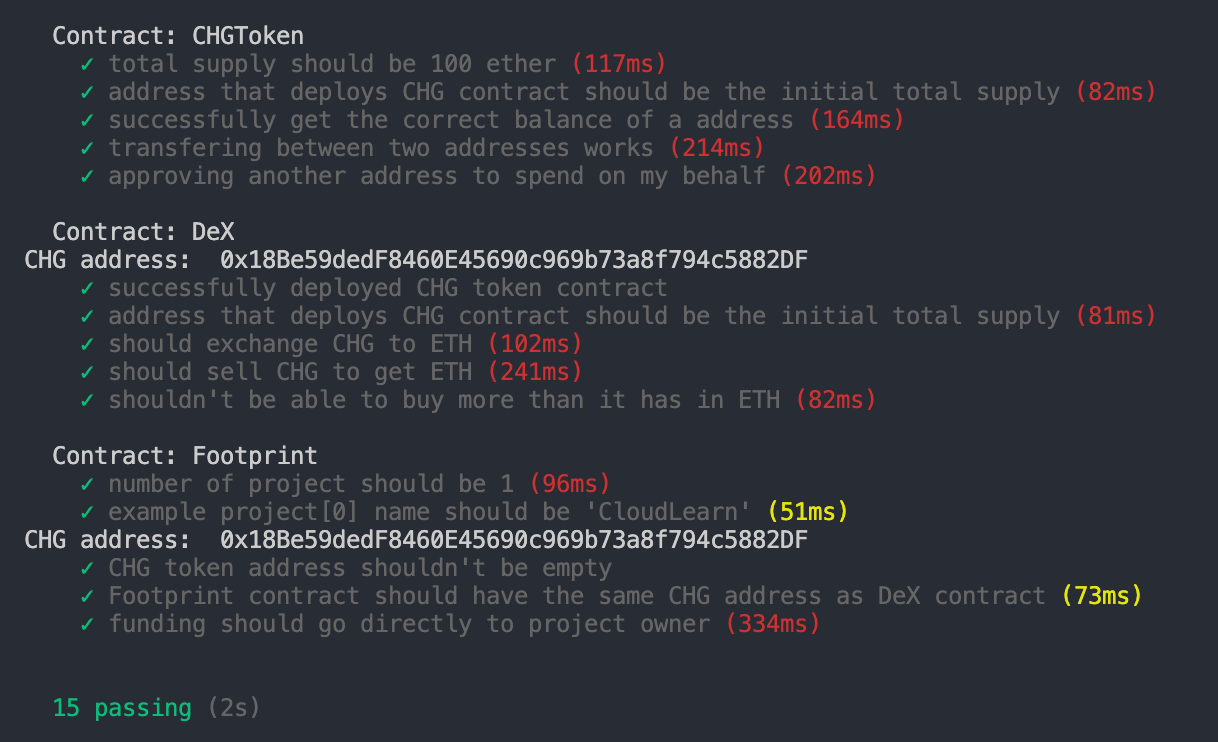 Contract: CHGToken
✓ total supply should be 100 ether (117ms)
✓ address that deploys CHG contract should be the initial total supply (82ms)
✓ successfully get the correct balance of a address (164ms)
✓ transfering between two addresses works (214ms)
✓ approving another address to spend on my behalf (202ms)
Contract: DeX
CHG address:  0x18Be59dedF8460E45690c969b73a8f794c5882DF
✓ successfully deployed CHG token contract
✓ address that deploys CHG contract should be the initial total supply (81ms)
✓ should exchange CHG to ETH (102ms)
✓ should sell CHG to get ETH (241ms)
✓ shouldn't be able to buy more than it has in ETH (82ms)
Contract: Footprint
✓ number of project should be 1 (96ms)
✓ example project[0] name should be 'CloudLearn' (51ms)
CHG address:  0x18Be59dedF8460E45690c969b73a8f794c5882DF
✓ CHG token address shouldn't be empty
✓ Footprint contract should have the same CHG address as DeX contract (73ms)
✓ funding should go directly to project owner (334ms)
15 passing (2s)